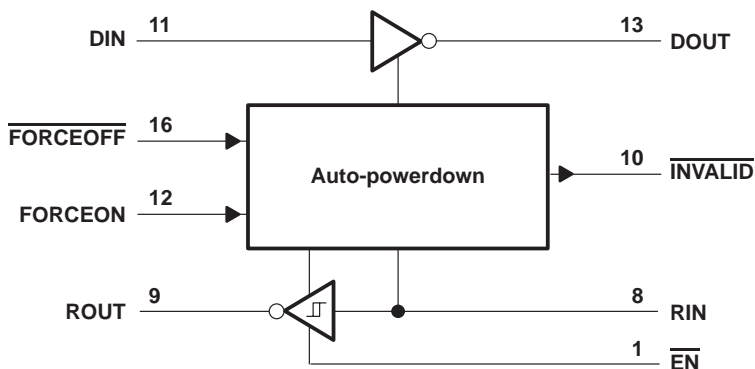 DIN 11 13 DOUT
FORCEOFF 16
Auto-powerdown
10 INVALID
FORCEON 12
ROUT 9 8 RIN
1 EN